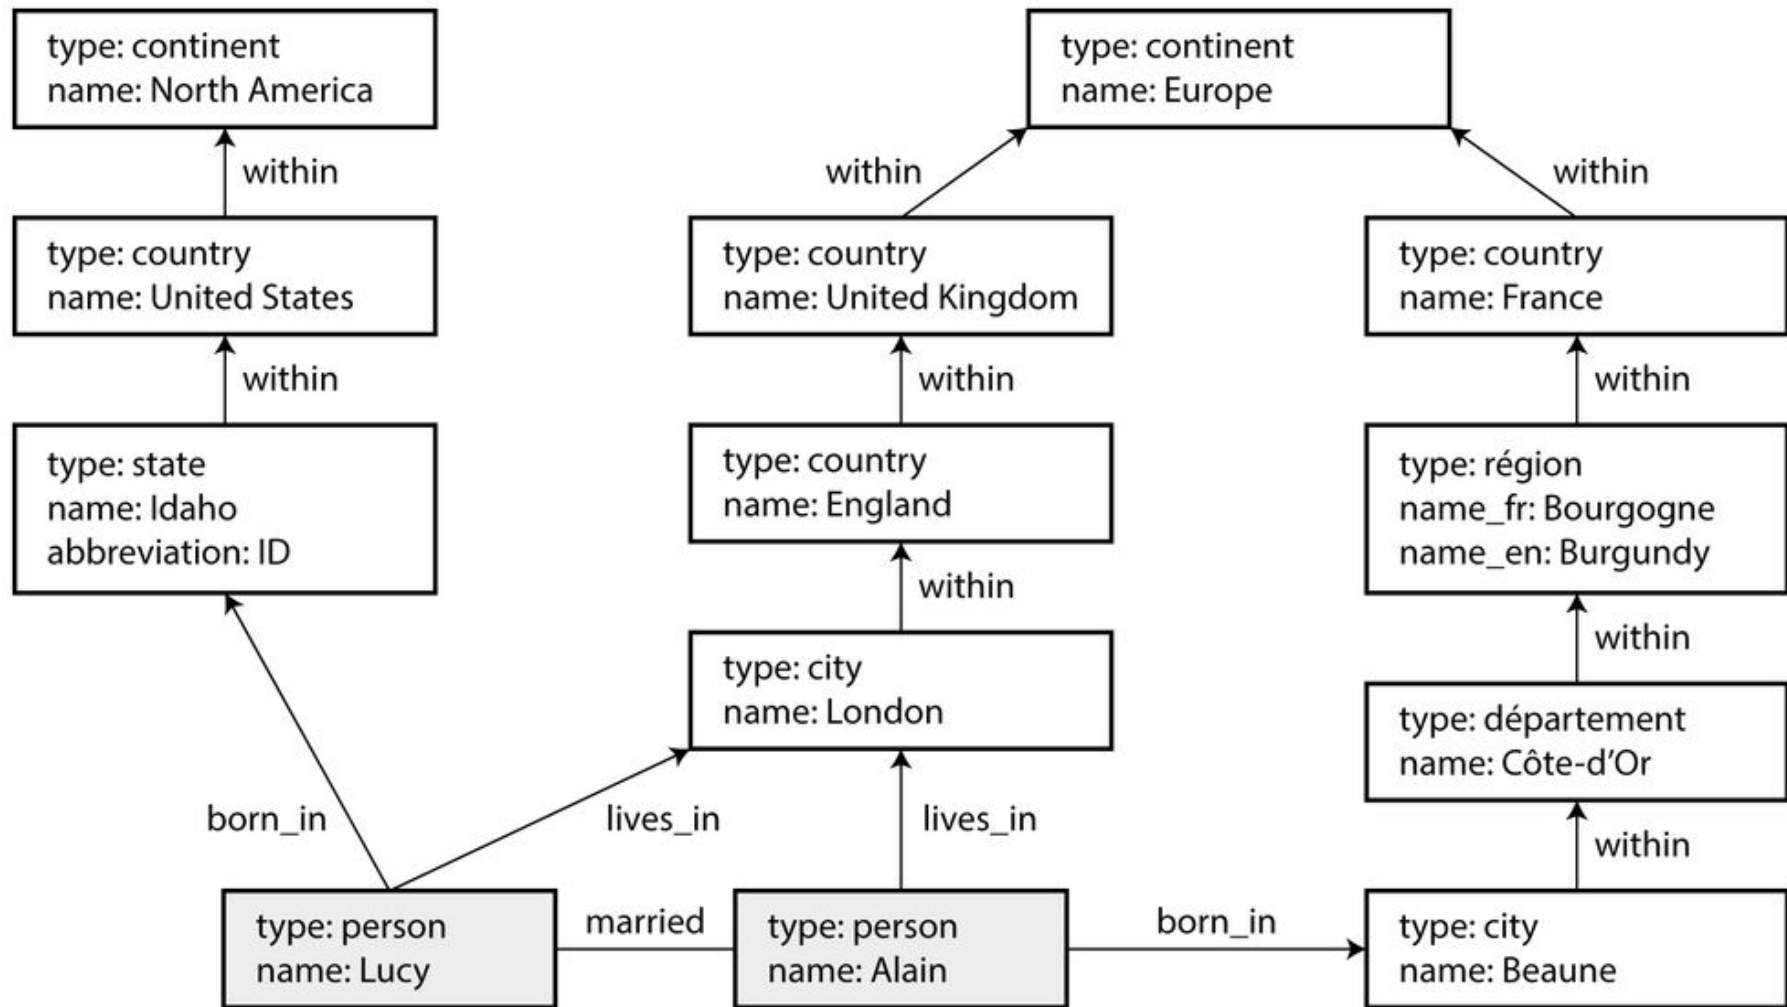 type: continent
name: North America
type: continent
name: Europe
within
within
within
type: country
name: United States
type: country
name: United Kingdom
type: country
name: France
within
within
within
type: state
name: Idaho
abbreviation: ID
type: country
name: England
type: région
name_fr: Bourgogne
name_en: Burgundy
within
within
type: city
name: London
type: département
name: Côte-d’Or
born_in
lives_in
lives_in
within
type: person
name: Lucy
married
type: person
name: Alain
born_in
type: city
name: Beaune